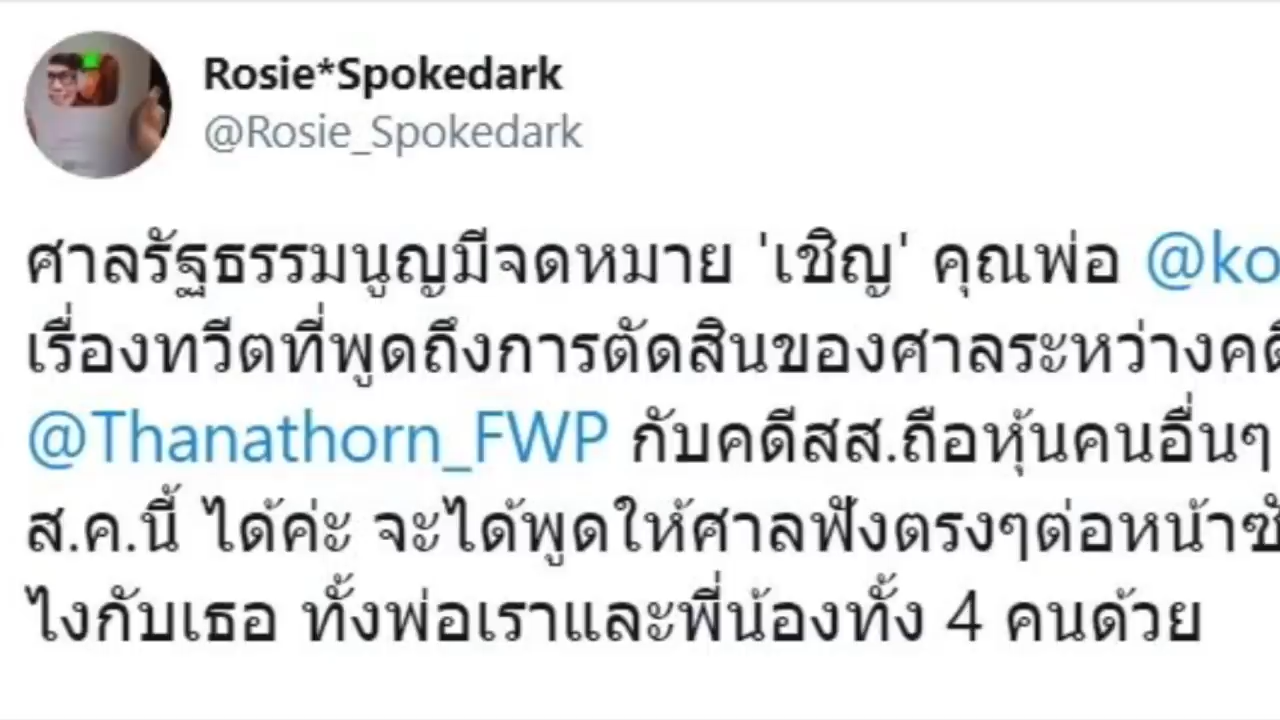 Rosie*Spokedark
@Rosie_Spokedark
ศาลรัฐธรรมนูญมีจดหมาย 'เชิญ' คุณพ่อ @ko
เรื่องทวีตที่พูดถึงการตัดสินของศาลระหว่างคดี
@Thanathorn_FWP กับคดีสส.ถือหุ้นคนอื่นๆ
ส.ค.นี้ ได้ค่ะ จะได้พูดให้ศาลฟังตรงๆต่อหน้าซั
ไงกับเธอ ทั้งพ่อเราและพี่น้องทั้ง 4 คนด้วย